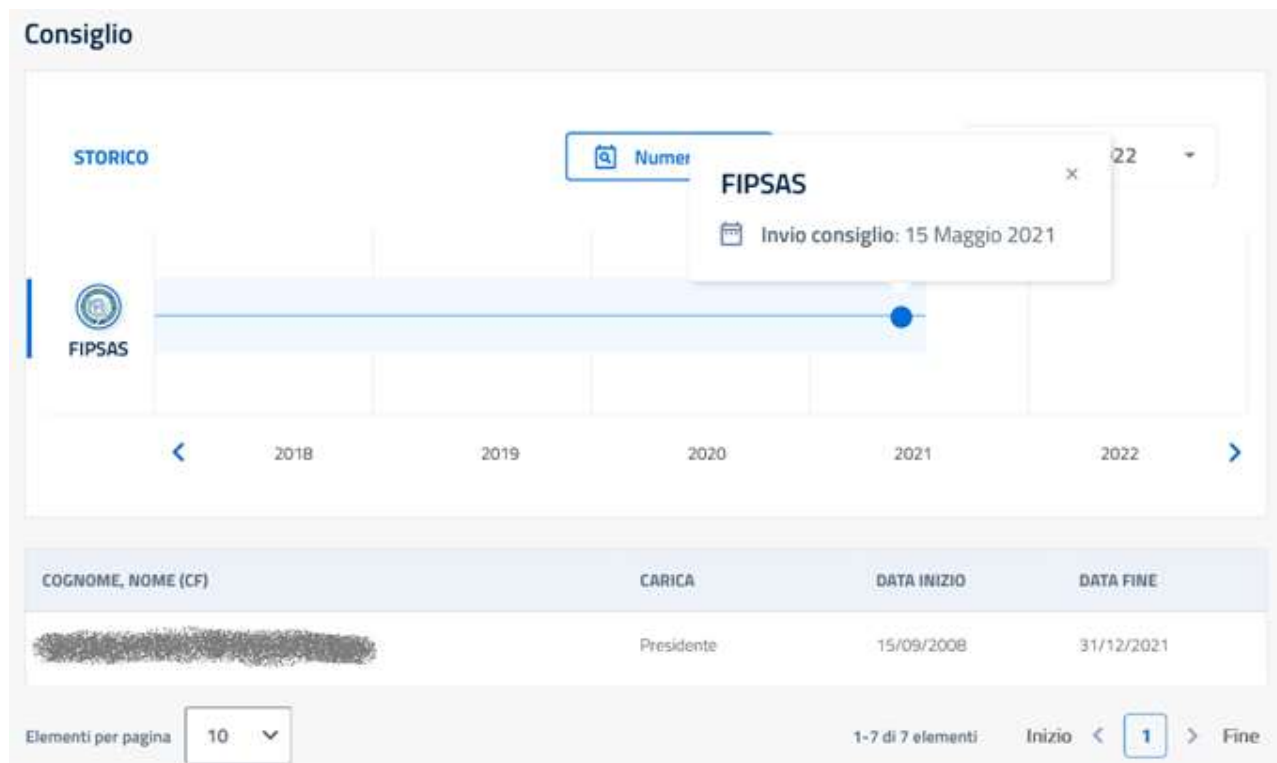 Consiglio
STORICO
Numer
22
FIPSAS
×
Invio consiglio: 15 Maggio 2021
FIPSAS
2018 2019 2020 2021 2022
COGNOME, NOME (CF) CARICA DATA INIZIO DATA FINE
Presidente 15/09/2008 31/12/2021
Elementi per pagina 10 1-7 di 7 elementi Inizio < 1 > Fine